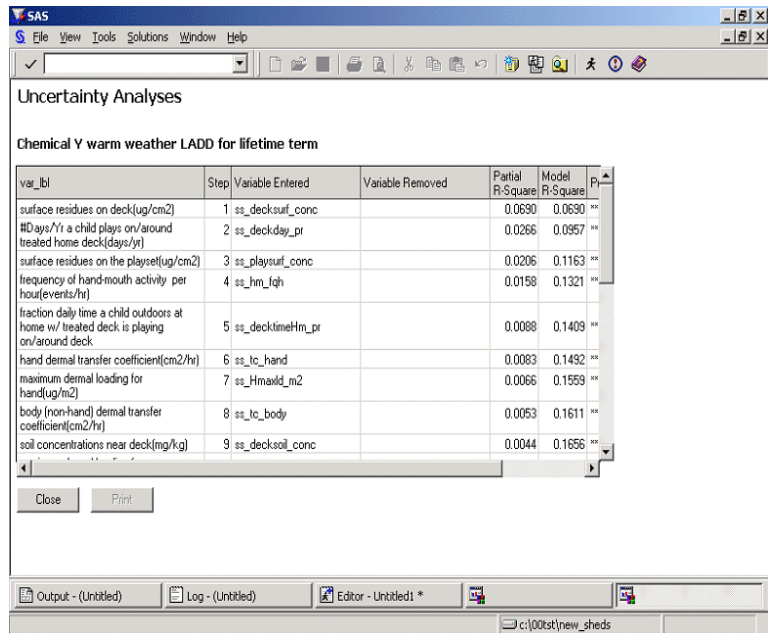 SAS
File View Tools Solutions Window Help
Uncertainty Analyses
Chemical Y warm weather LADD for lifetime term
var_lbl Step Variable Entered Variable Removed Partial R-Square Model R-Square
surface residues on deck(ug/cm2) 1 ss_decksurf_conc 0.0690 0.0690 **
#Days/Yr a child plays on/around
treated home deck(days/yr) 2 ss_deckday_pr 0.0266 0.0957 **
surface residues on the playset(ug/cm2) 3 ss_playsurf_conc 0.0206 0.1163 **
frequency of hand-mouth activity per
hour(events/hr) 4 ss_hm_fqh 0.0158 0.1321 **
fraction daily time a child outdoors at
home w/ treated deck is playing
on/around deck 5 ss_decktimeHm_pr 0.0088 0.1409 **
hand dermal transfer coefficient(cm2/hr) 6 ss_tc_hand 0.0083 0.1492 **
maximum dermal loading for
hand(ug/m2) 7 ss_Hmaxld_m2 0.0066 0.1559 **
body (non-hand) dermal transfer
coefficient(cm2/hr) 8 ss_tc_body 0.0053 0.1611 **
soil concentrations near deck(mg/kg) 9 ss_decksoil_conc 0.0044 0.1656 **
Close Print
Output - (Untitled) Log - (Untitled) Editor - Untitled1 *
c:\00tst\new_sheds